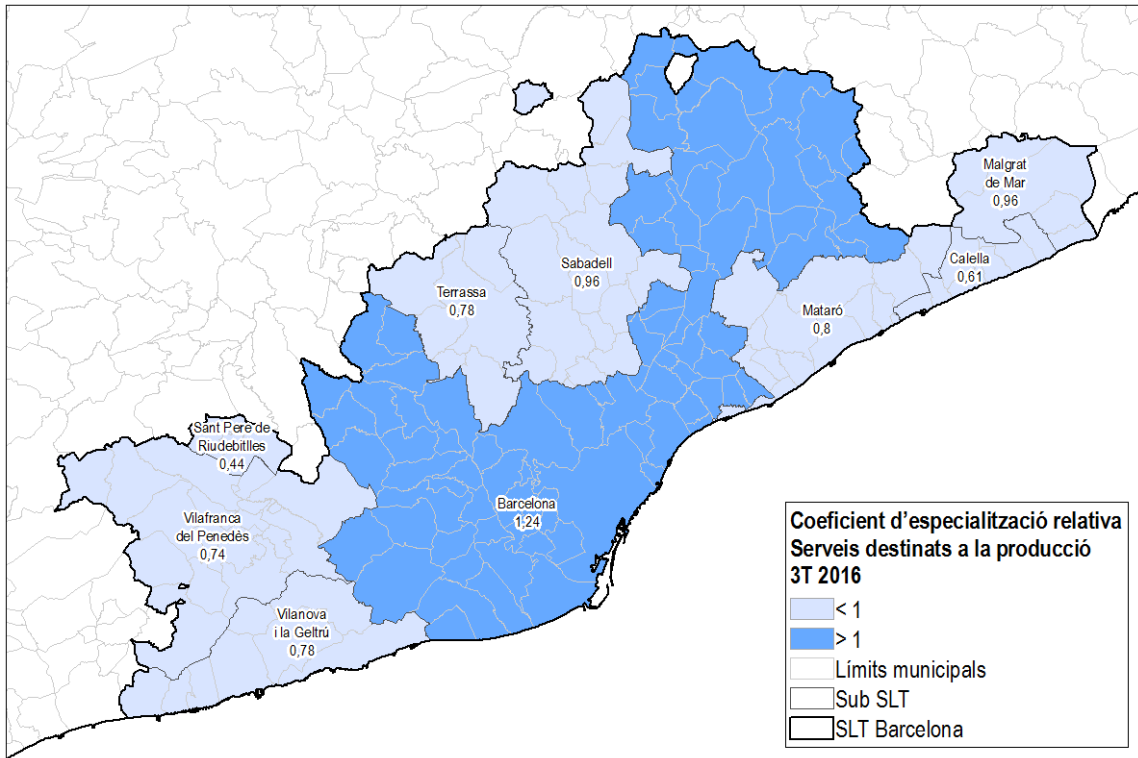 Malgrat
de Mar
0,96
Calella
0,61
Sabadell
0,96
Terrassa
0,78
Mataró
0,8
Sant Pere de
Riudebitlles
0,44
Barcelona
1,24
Vilafranca
del Penedès
0,74
Vilanova
i la Geltrú
0,78
Coeficient d'especialització relativa
Serveis destinats a la producció
3T 2016
< 1
> 1
Límits municipals
Sub SLT
SLT Barcelona